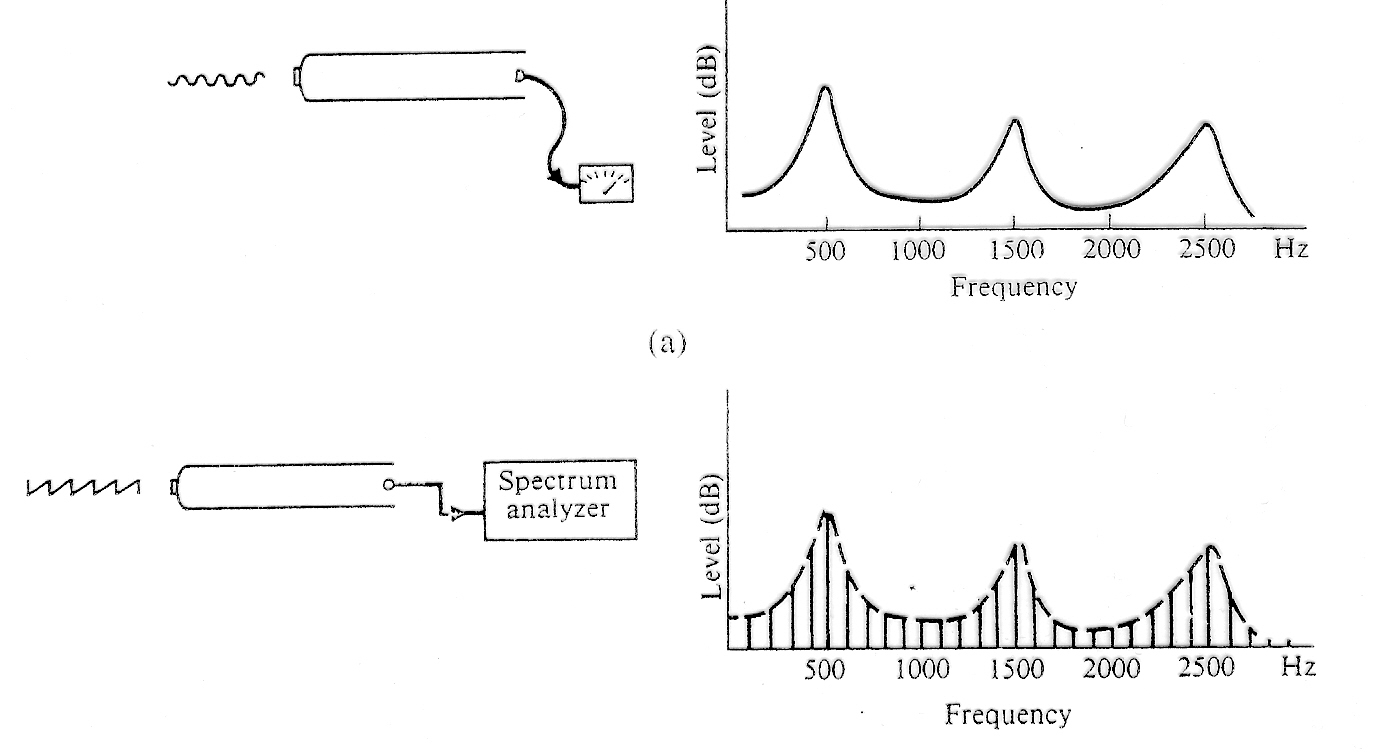 Level (dB)
500 1000 1500 2000 2500 Hz
Frequency
(a)
Spectrum
analyzer
Level (dB)
500 1000 1500 2000 2500 Hz
Frequency